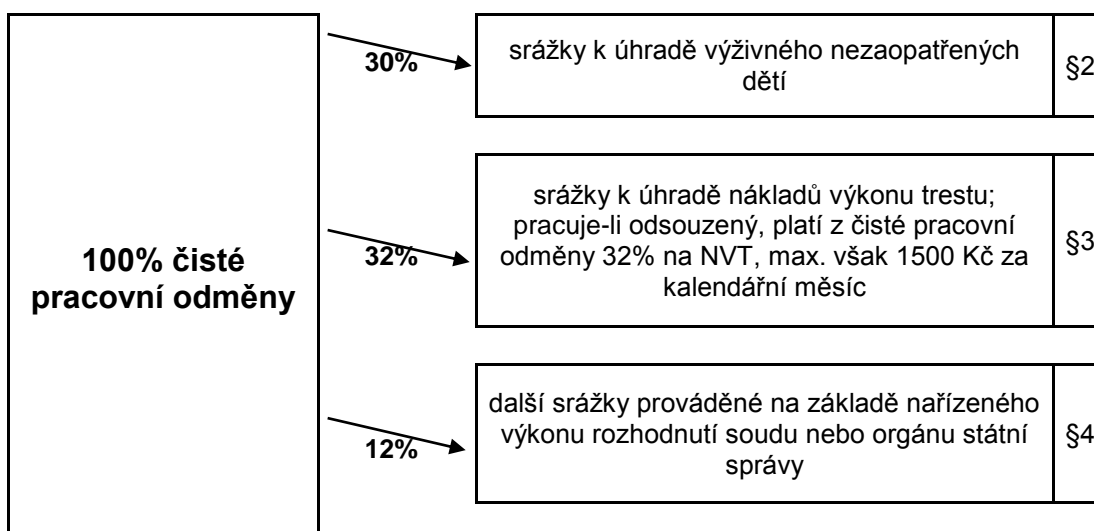 100% čisté
pracovní odměny
30%
srážky k úhradě výživného nezaopatřených
dětí
§2
32%
srážky k úhradě nákladů výkonu trestu;
pracuje-li odsouzený, platí z čisté pracovní
odměny 32% na NVT, max. však 1500 Kč za
kalendářní měsíc
§3
12%
další srážky prováděné na základě nařízeného
výkonu rozhodnutí soudu nebo orgánu státní
správy
§4